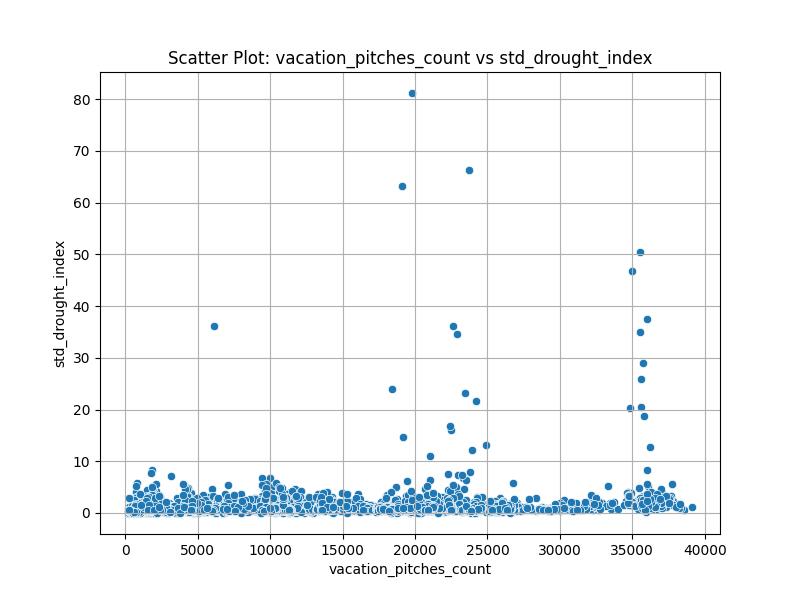 Scatter Plot: vacation_pitches_count vs std_drought_index
80
70
60
50
40
30
20
10
0
std_drought_index
0 5000 10000 15000 20000 25000 30000 35000 40000
vacation_pitches_count